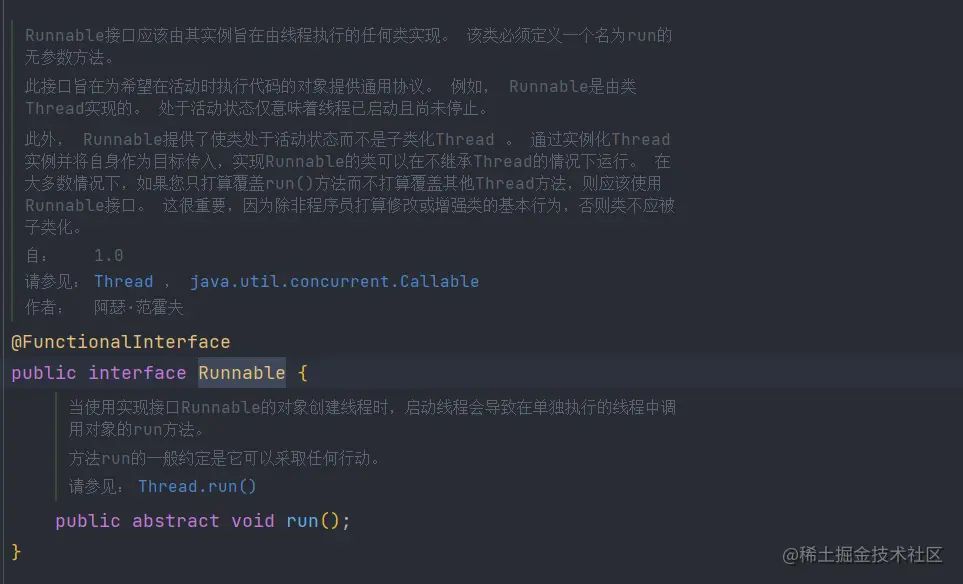 Runnable接口应该由其实例旨在由线程执行的任何类实现。 该类必须定义一个名为run的
无参数方法。
此接口旨在为希望在活动时执行代码的对象提供通用协议。 例如， Runnable是由类
Thread实现的。 处于活动状态仅意味着线程已启动且尚未停止。
此外， Runnable提供了使类处于活动状态而不是子类化Thread 。 通过实例化Thread
实例并将自身作为目标传入，实现Runnable的类可以在不继承Thread的情况下运行。 在
大多数情况下，如果您只打算覆盖run()方法而不打算覆盖其他Thread方法，则应该使用
Runnable接口。 这很重要，因为除非程序员打算修改或增强类的基本行为，否则类不应被
子类化。
自： 1.0
请参见： Thread ， java.util.concurrent.Callable
作者： 阿瑟·范霍夫
@FunctionalInterface
public interface Runnable {
当使用实现接口Runnable的对象创建线程时，启动线程会导致在单独执行的线程中调
用对象的run方法。
方法run的一般约定是它可以采取任何行动。
请参见： Thread.run()
public abstract void run();
}
@稀土掘金技术社区